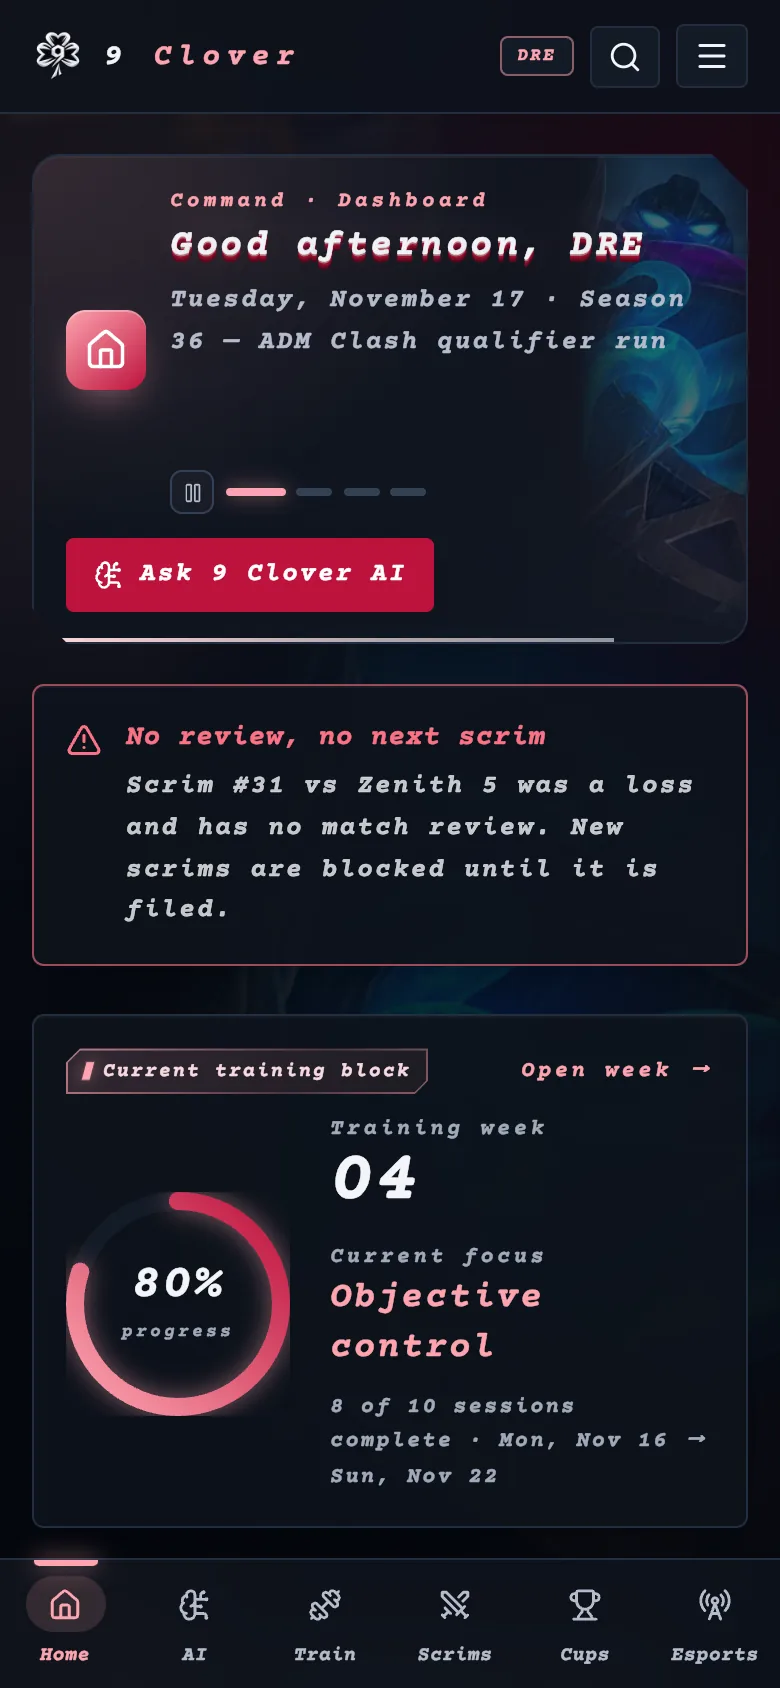 9 Clover
DRE
Command · Dashboard
Good afternoon, DRE
Tuesday, November 17 · Season
36 — ADM Clash qualifier run
Ask 9 Clover AI
No review, no next scrim
Scrim #31 vs Zenith 5 was a loss
and has no match review. New
scrims are blocked until it is
filed.
Current training block
Open week →
Training week
04
80%
progress
Current focus
Objective
control
8 of 10 sessions
complete · Mon, Nov 16 →
Sun, Nov 22
Home
AI
Train
Scrims
Cups
Esports